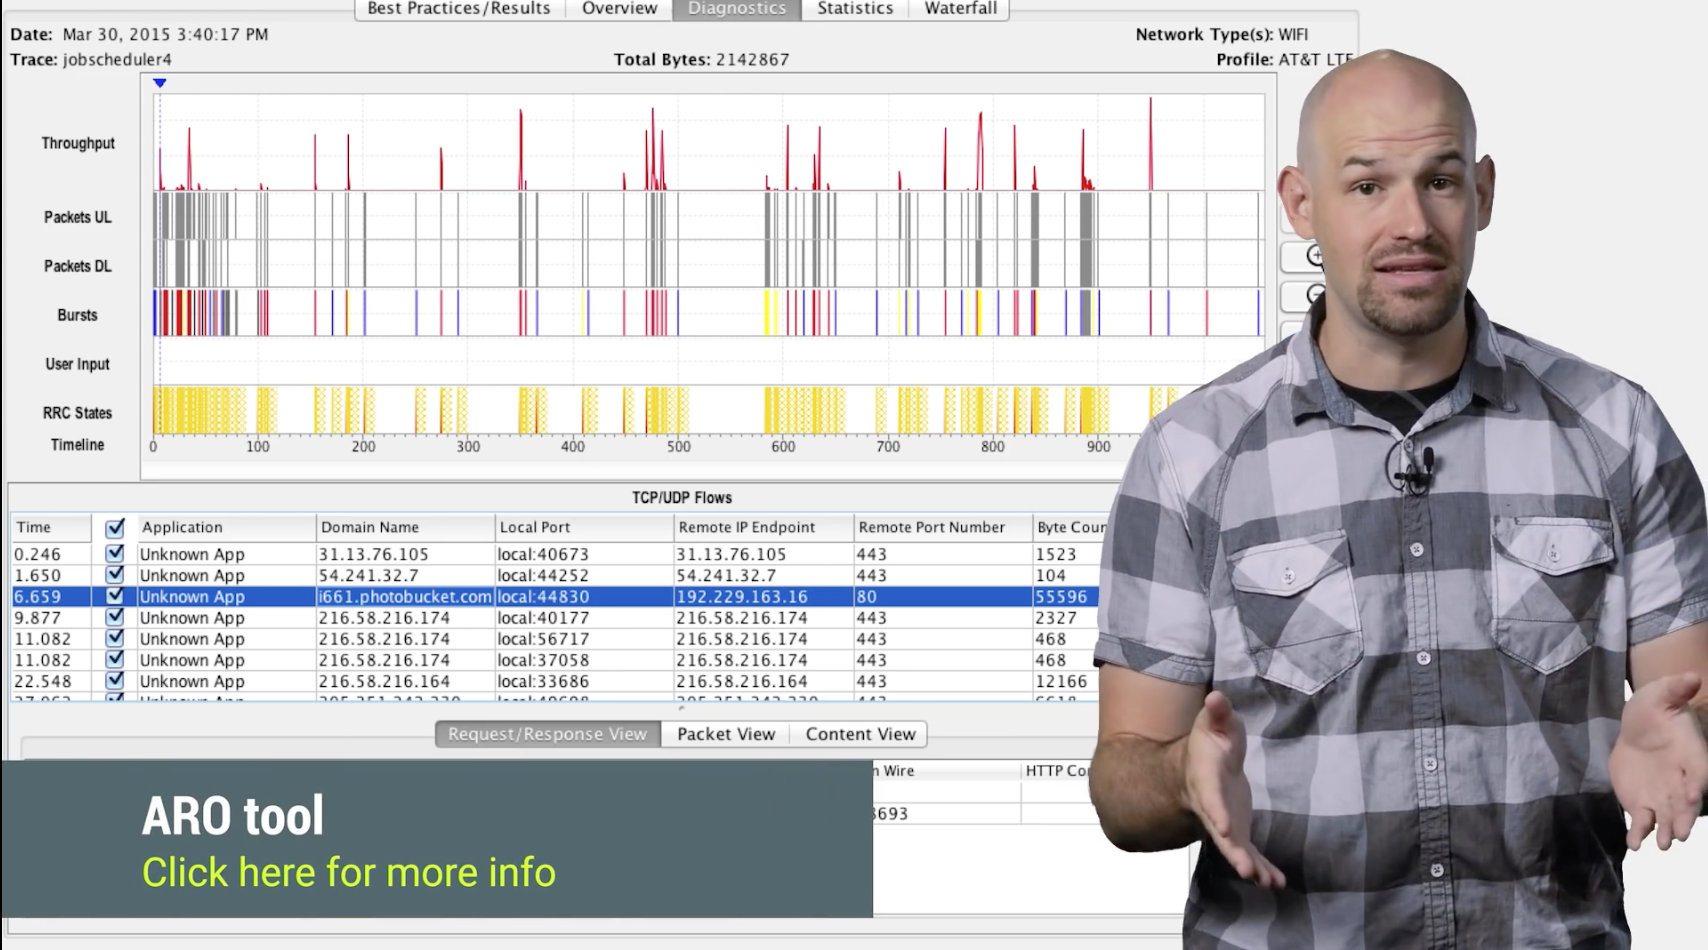 Best Practices/Results Overview Diagnostics Statistics Waterfall
Date: Mar 30, 2015 3:40:17 PM Network Type(s): WIFI
Trace: jobscheduler4 Total Bytes: 2142867 Profile: AT&T LTE
Throughput
Packets UL
Packets DL
Bursts
User Input
RRC States
Timeline 0 100 200 300 400 500 600 700 800 900
TCP/UDP Flows
Time Application Domain Name Local Port Remote IP Endpoint Remote Port Number Byte Coun
0.246 Unknown App 31.13.76.105 local:40673 31.13.76.105 443 1523
1.650 Unknown App 54.241.32.7 local:44252 54.241.32.7 443 104
6.659 Unknown App i661.photobucket.com local:44830 192.229.163.16 80 55596
9.877 Unknown App 216.58.216.174 local:40177 216.58.216.174 443 2327
11.082 Unknown App 216.58.216.174 local:56717 216.58.216.174 443 468
11.082 Unknown App 216.58.216.174 local:37058 216.58.216.174 443 468
22.548 Unknown App 216.58.216.164 local:33686 216.58.216.164 443 12166
Request/Response View Packet View Content View
n Wire HTTP Co
693
ARO tool
Click here for more info